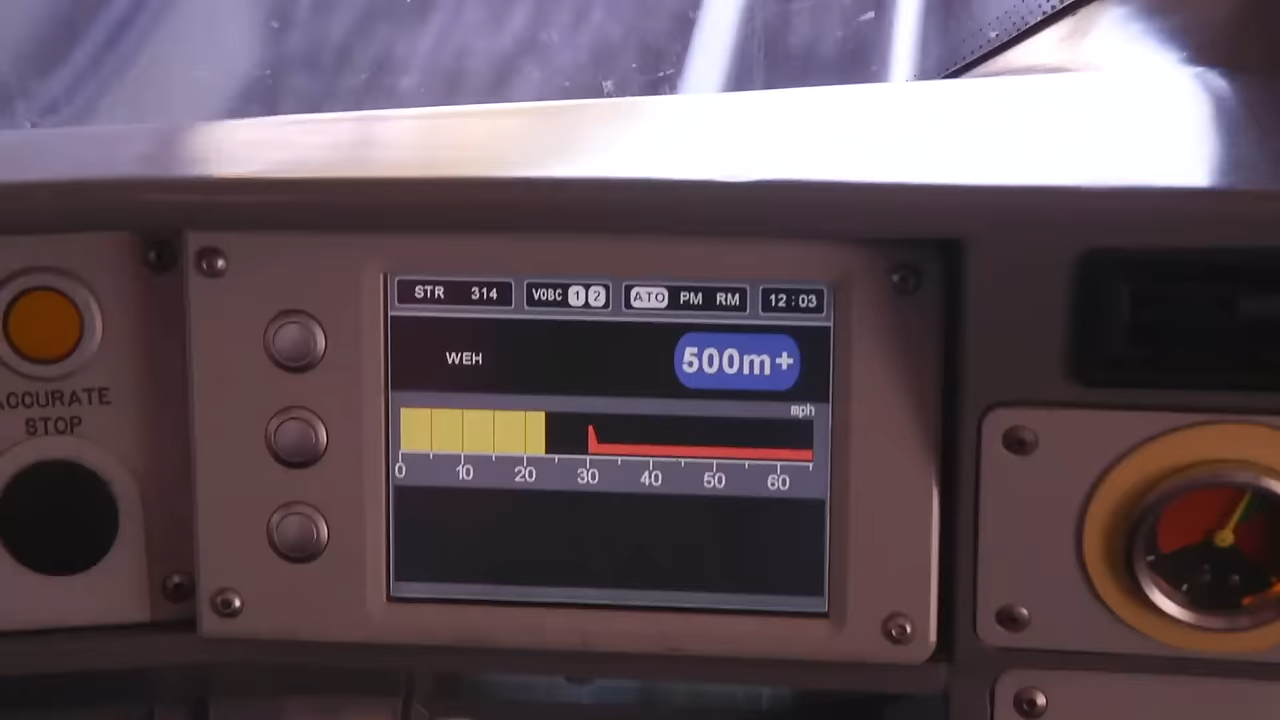 STR 314 VOBC 1 2 ATO PM RM 12:03
WEH 500m+
mph
0 10 20 30 40 50 60
ACCURATE
STOP